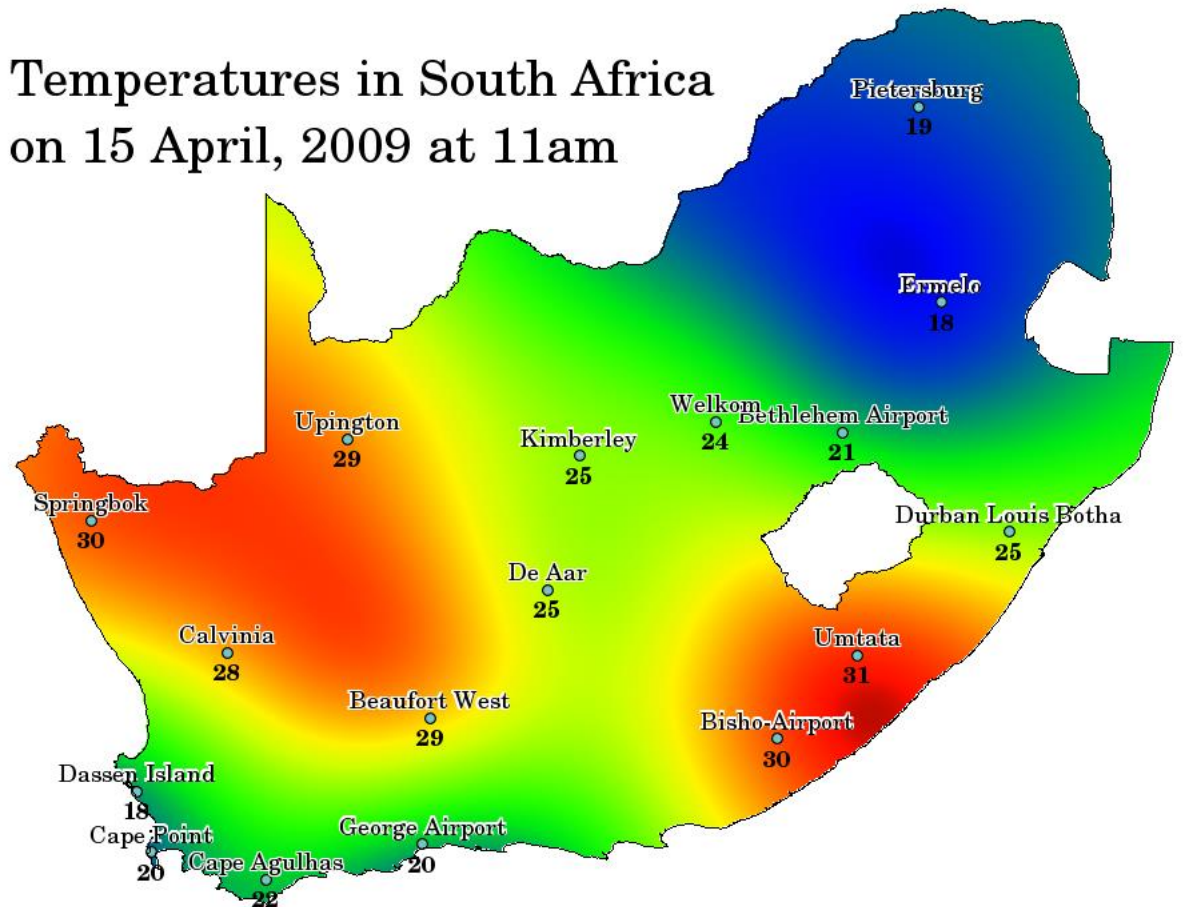 Temperatures in South Africa
on 15 April, 2009 at 11am
Pietersburg
19
Ermelo
18
Welkom
24
Bethlehem Airport
21
Upington
29
Kimberley
25
Springbok
30
Durban Louis Botha
25
De Aar
25
Calvinia
28
Umtata
31
Beaufort West
29
Bisho-Airport
30
Dassen Island
18
Cape Point
20
George Airport
20
Cape Agulhas
22